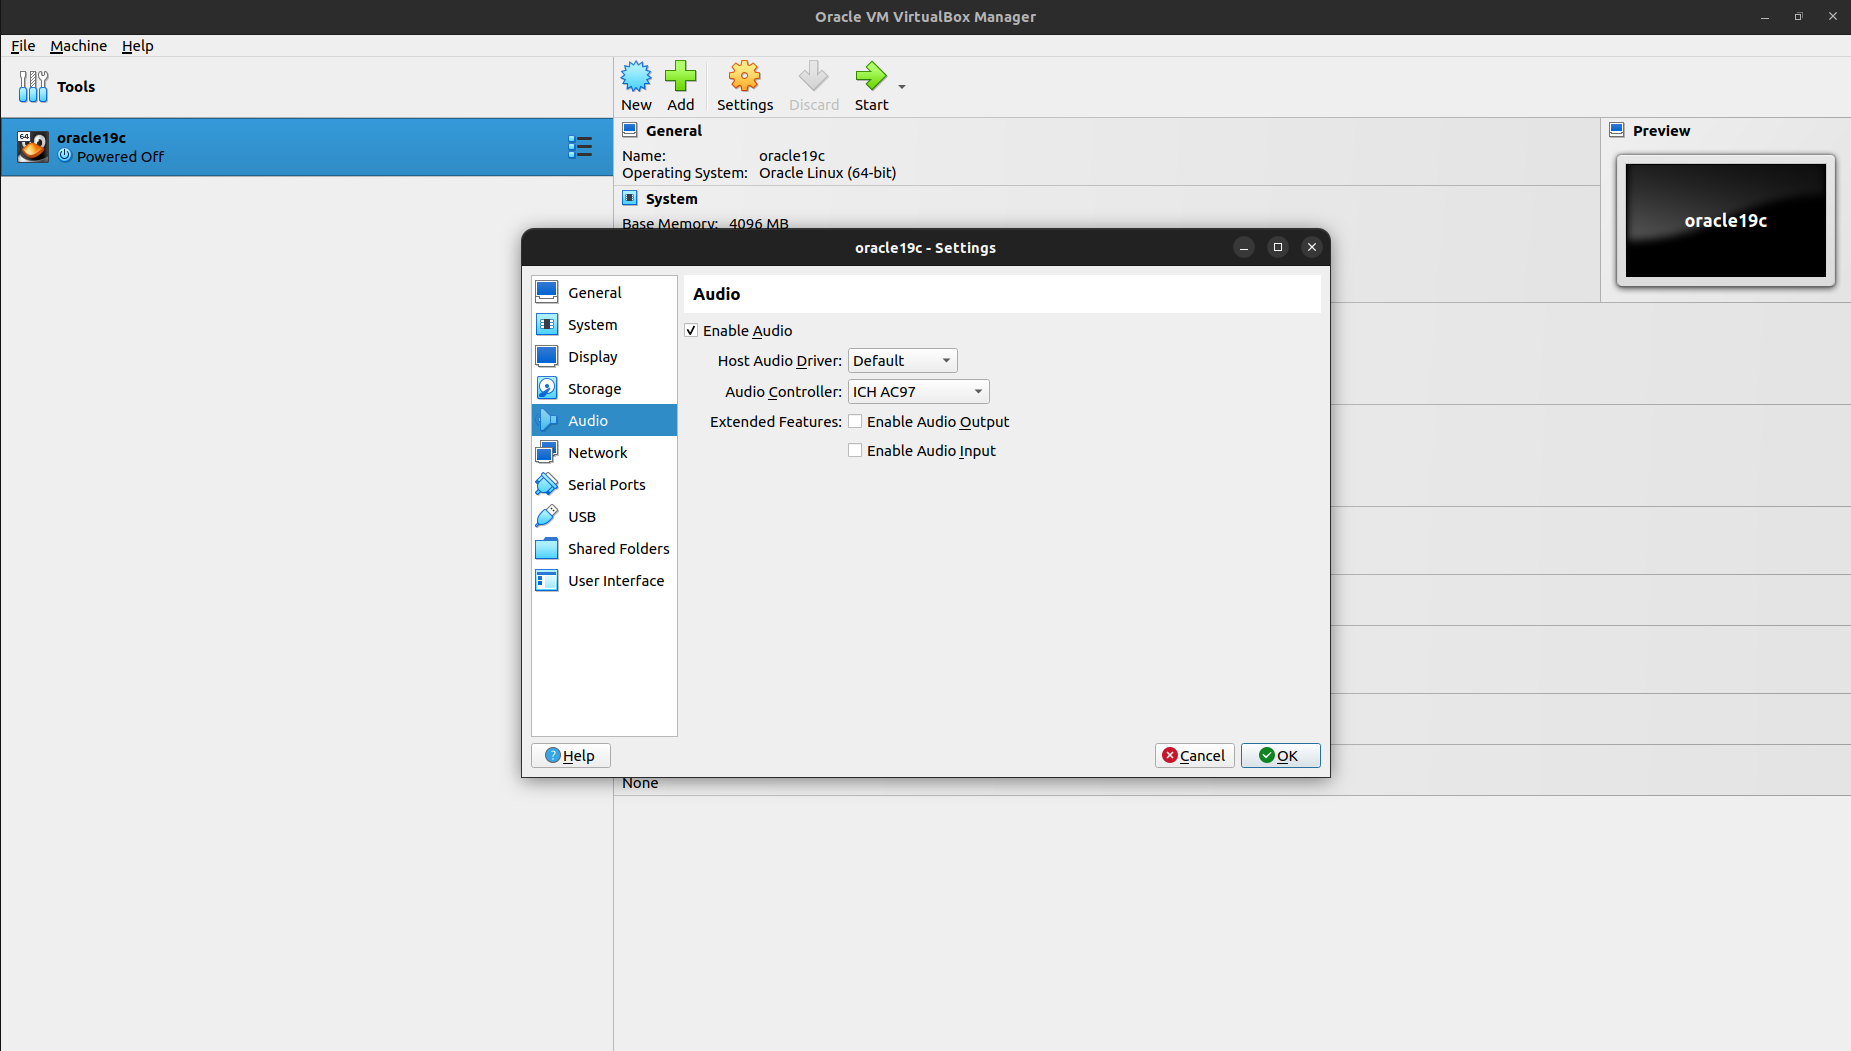 Oracle VM VirtualBox Manager
File Machine Help
Tools
New Add Settings Discard Start
64
oracle19c
Powered Off
General
Name: oracle19c
Operating System: Oracle Linux (64-bit)
System
Base Memory: 4096 MB
Preview
oracle19c
oracle19c - Settings
General
System
Display
Storage
Audio
Network
Serial Ports
USB
Shared Folders
User Interface
Audio
Enable Audio
Host Audio Driver: Default
Audio Controller: ICH AC97
Extended Features: Enable Audio Output
Enable Audio Input
Help
Cancel
OK
None